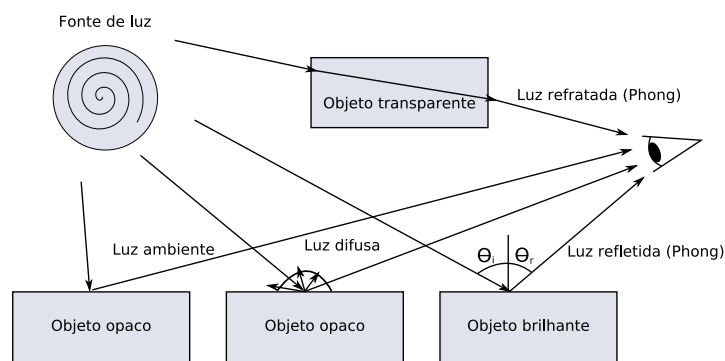 Fonte de luz
Objeto transparente
Luz refratada (Phong)
Luz ambiente
Luz difusa
Θi
Θr
Luz refletida (Phong)
Objeto opaco
Objeto opaco
Objeto brilhante